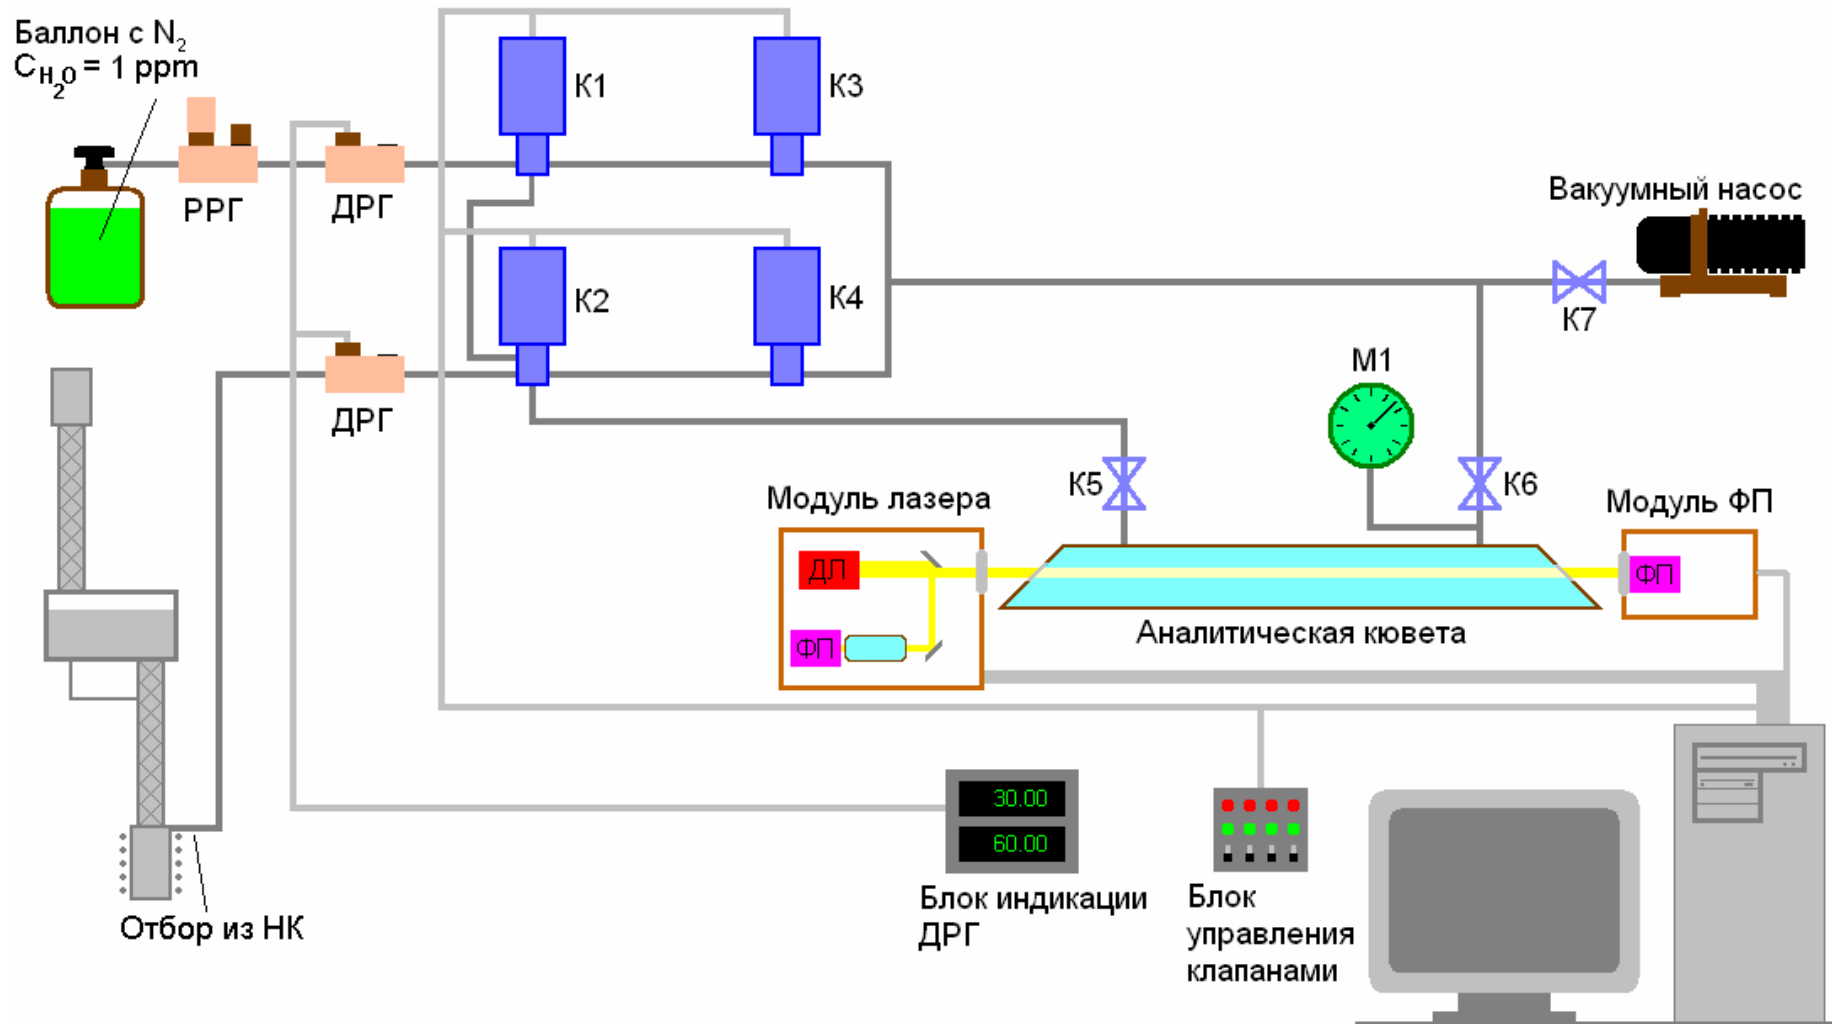 Баллон с N2
CH2O = 1 ppm
К1
К3
РРГ
ДРГ
Вакуумный насос
К2
К4
К7
ДРГ
М1
К5
К6
Модуль лазера
Модуль ФП
ДЛ
ФП
ФП
Аналитическая кювета
30.00
60.00
Отбор из НК
Блок индикации
ДРГ
Блок
управления
клапанами